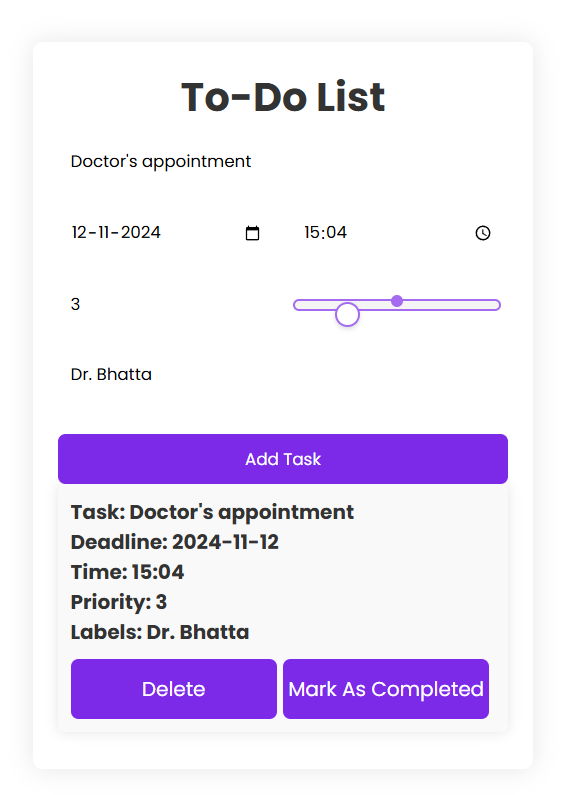 To-Do List
Doctor's appointment
12-11-2024 15:04
3
Dr. Bhatta
Add Task
Task: Doctor's appointment
Deadline: 2024-11-12
Time: 15:04
Priority: 3
Labels: Dr. Bhatta
Delete Mark As Completed